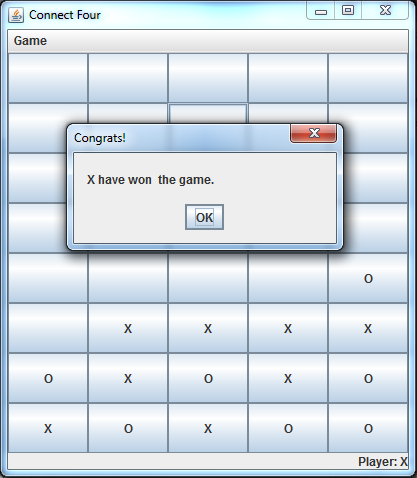 Connect Four
Game
Congrats!
X have won  the game.
OK
O
X X X X
O X O X O
X O X O O
Player: X